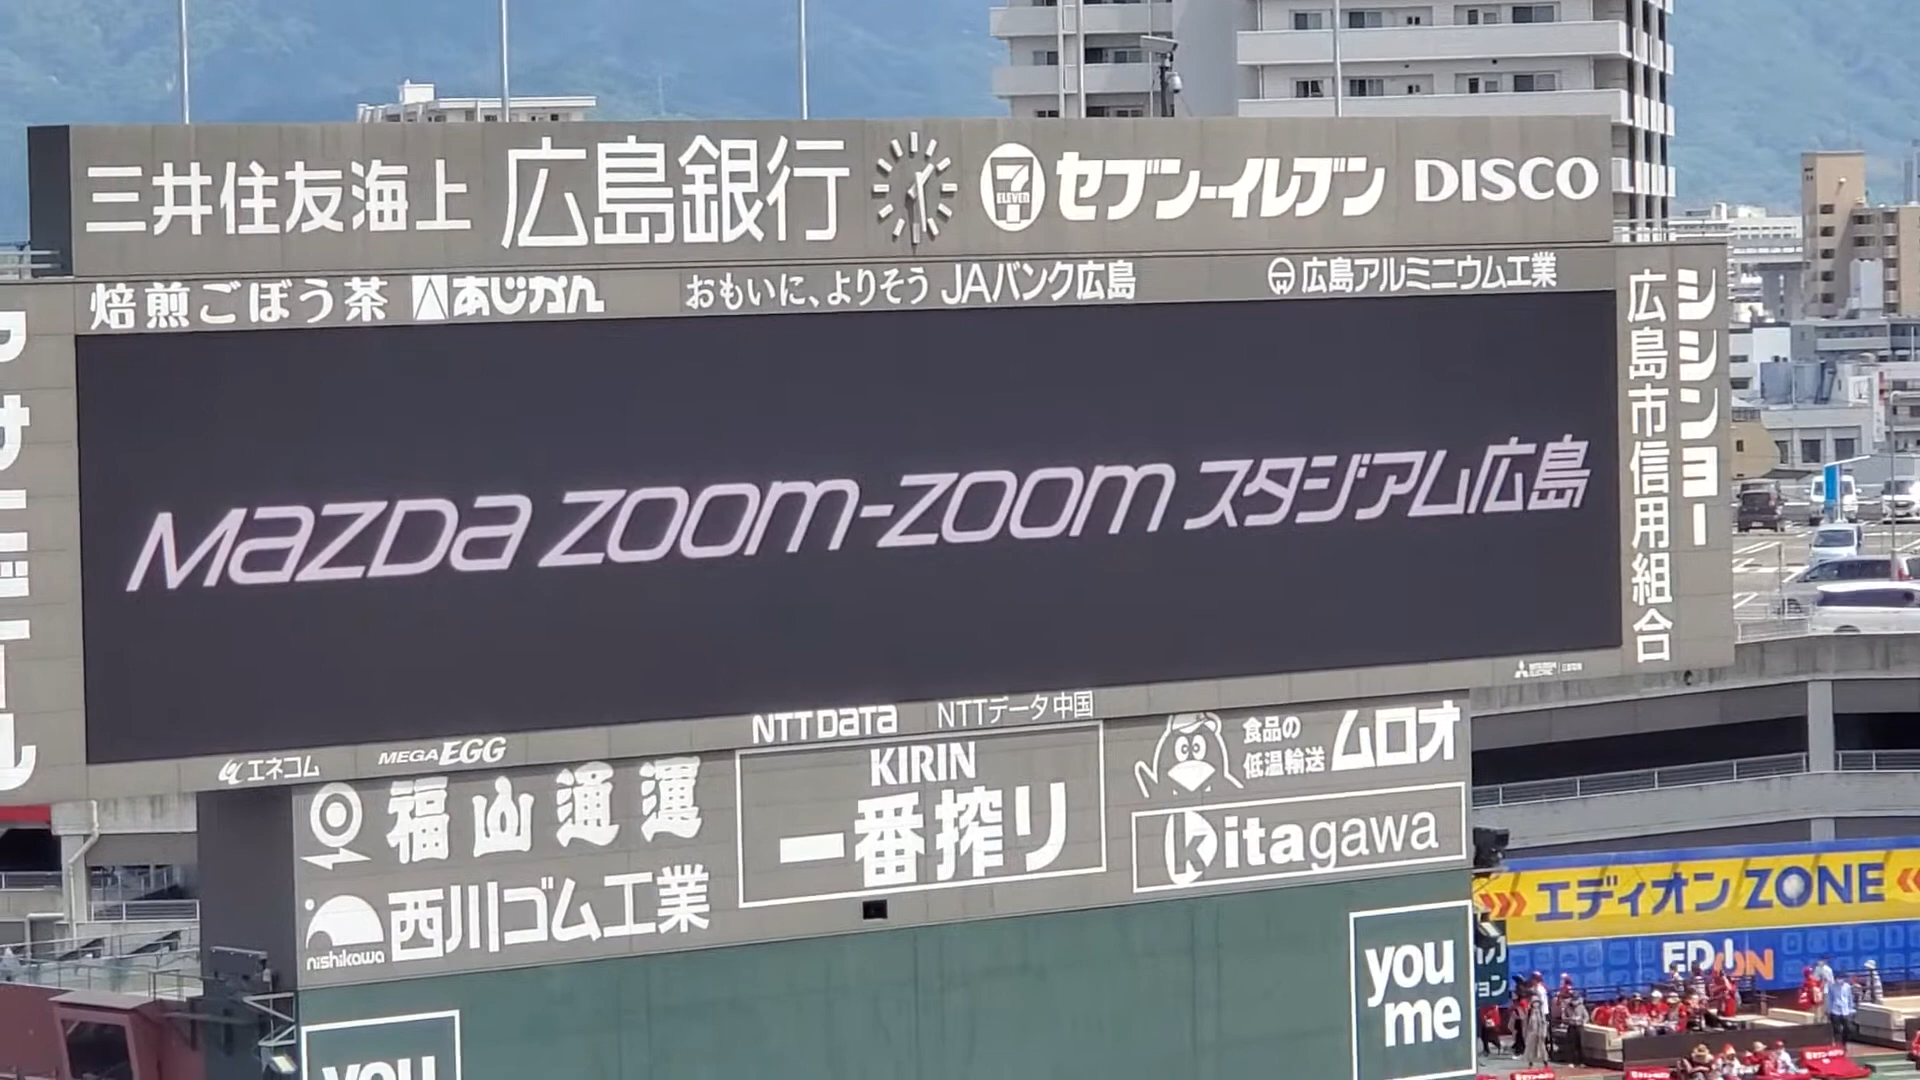 三井住友海上 広島銀行 7 ELEVEN セブン-イレブン DISCO
焙煎ごぼう茶 あじかん おもいに、よりそう JAバンク広島 広島アルミニウム工業
シシンヨー
広島市信用組合
mazda zoom-zoom スタジアム広島
エネコム MEGA EGG NTT DATA NTTデータ中国
福山通運
KIRIN
一番搾り
食品の
低温輸送 ムロオ
kitagawa
nishikawa 西川ゴム工業
エディオン ZONE
EDION
you
me
you